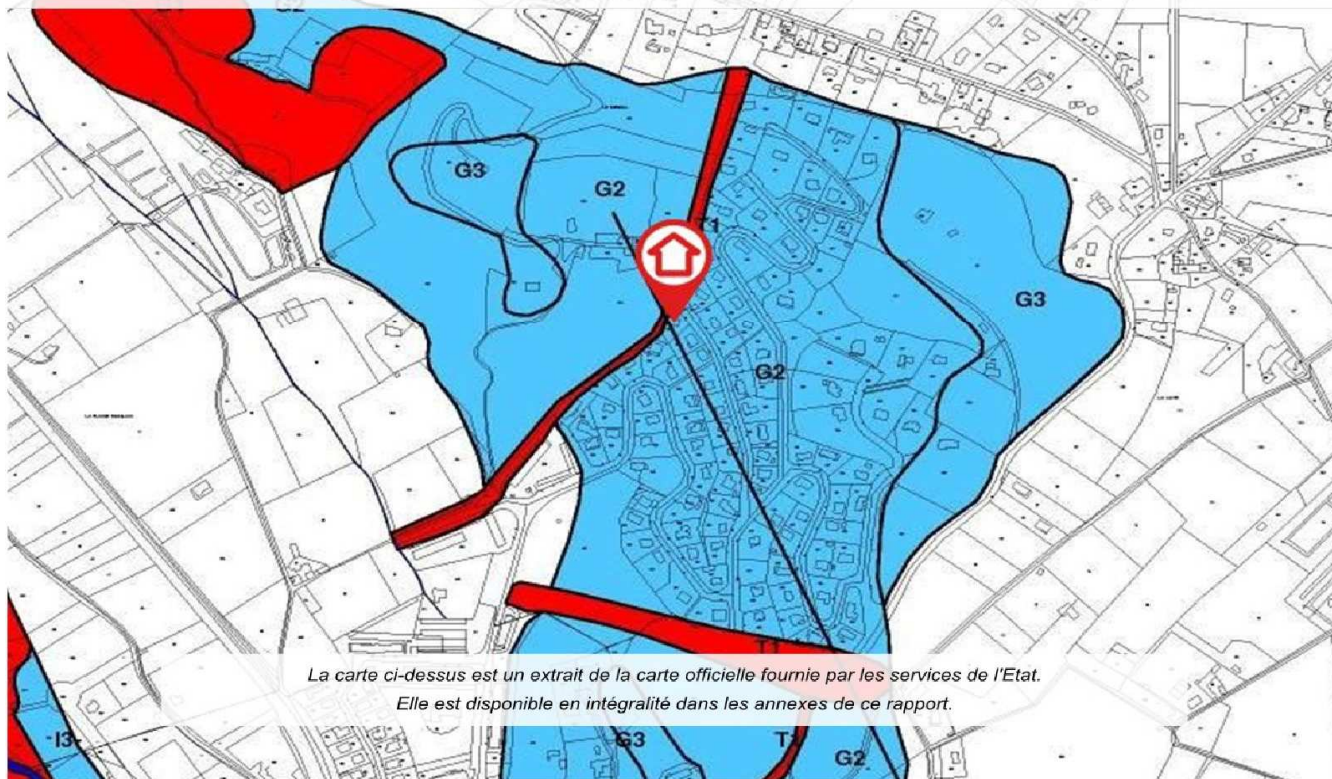 G2
G3
G2
T1
G3
G2
La carte ci-dessus est un extrait de la carte officielle fournie par les services de l'Etat.
Elle est disponible en intégralité dans les annexes de ce rapport.
I3
G3
T1
G2